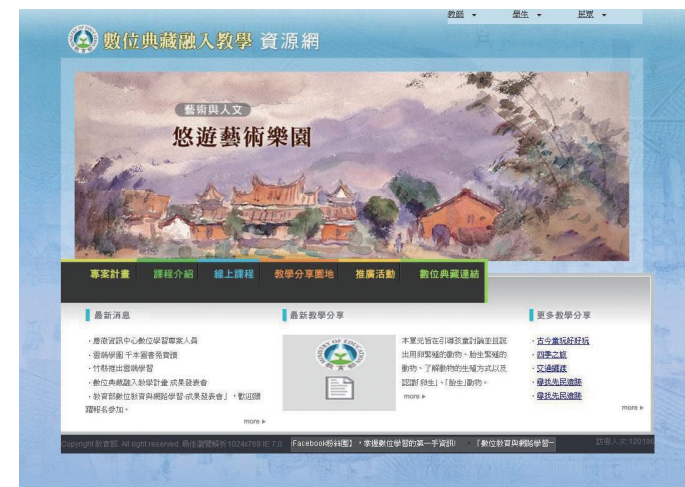 教師 學生 民眾
數位典藏融入教學 資源網
藝術與人文
悠遊藝術樂園
專案計畫 課程介紹 線上課程 教學分享園地 推廣活動 數位典藏連結
最新消息
‧應徵資訊中心數位學習專案人員
‧雲端學園 千本圖書免費讀
‧竹縣推出雲端學習
‧數位典藏融入教學計畫 成果發表會
‧教育部數位教育與網路學習-成果發表會」，歡迎踴
躍報名參加。
more
最新教學分享
本單元旨在引導孩童討論並且說
出用卵繁殖的動物、胎生繁殖的
動物、了解動物的生殖方式以及
認識「卵生」、「胎生」動物。
more
更多教學分享
‧古今童玩好好玩
‧四季之旅
‧交通纜渡
‧尋找先民遺跡
‧尋找先民遺跡
more
Copyright 教育部. All right reserved. 最佳瀏覽解析1024x768 IE 7.0
Facebook粉絲團】，掌握數位學習的第一手資訊! 「數位教育與網路學習-
訪客人次:120196